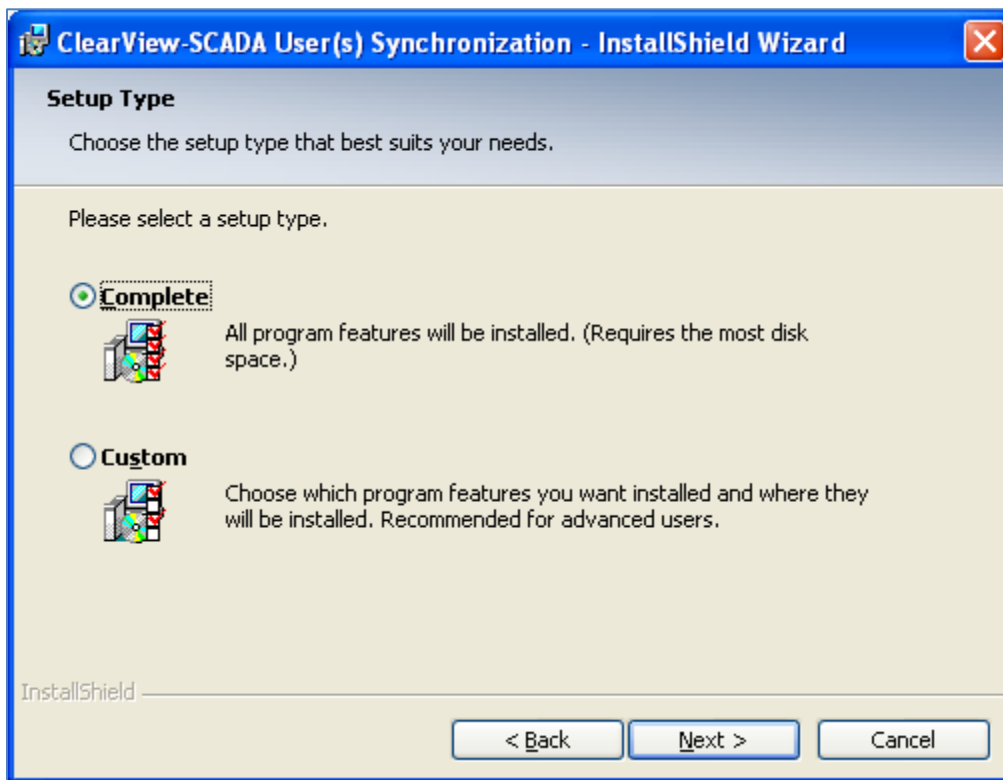 ClearView-SCADA User(s) Synchronization - InstallShield Wizard
Setup Type
Choose the setup type that best suits your needs.
Please select a setup type.
Complete
All program features will be installed. (Requires the most disk
space.)
Custom
Choose which program features you want installed and where they
will be installed. Recommended for advanced users.
InstallShield
< Back
Next >
Cancel